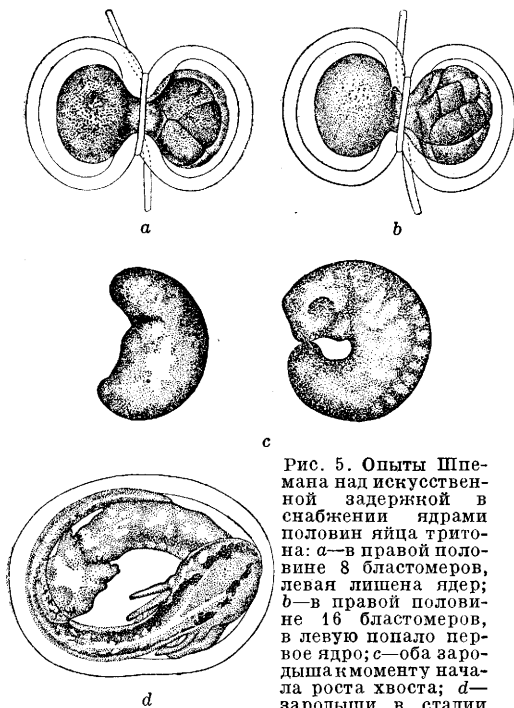 a
b
c
Рис. 5. Опыты Шпе-
мана над искусствен-
ной задержкой в
снабжении ядрами
половин яйца трито-
на: a—в правой поло-
вине 8 бластомеров,
левая лишена ядер;
b—в правой полови-
не 16 бластомеров,
в левую попало пер-
вое ядро; c—оба заро-
дыша к моменту нача-
ла роста хвоста; d—
зародыши в стадии
d